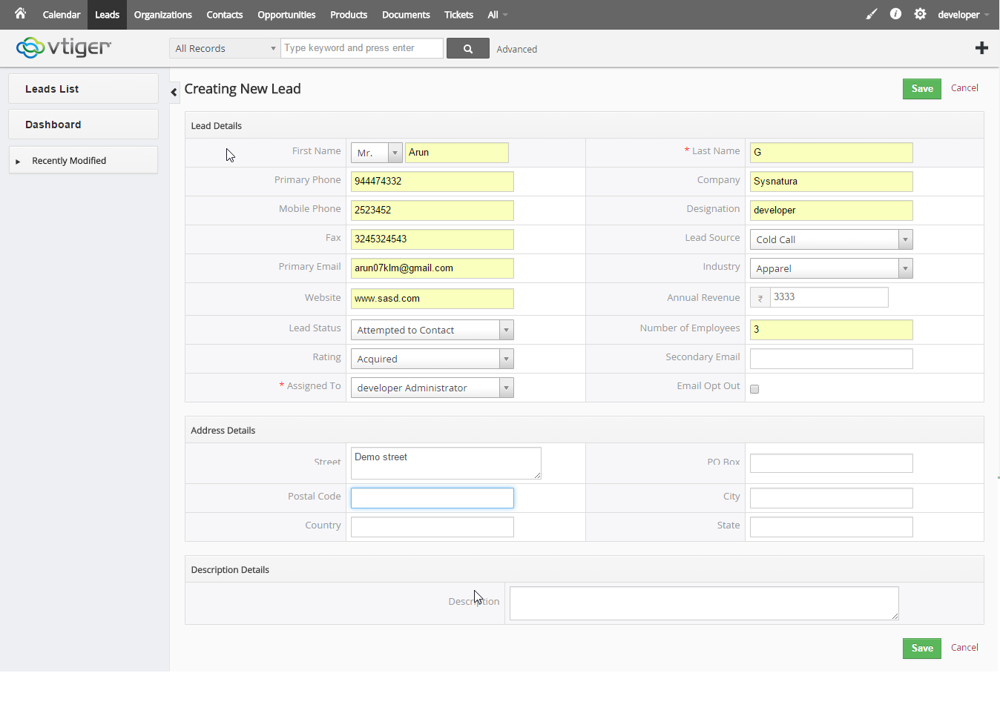 Calendar Leads Organizations Contacts Opportunities Products Documents Tickets All developer
vtiger All Records Type keyword and press enter Advanced
Leads List
Dashboard
Recently Modified
Creating New Lead Save Cancel
Lead Details
First Name Mr. Arun * Last Name G
Primary Phone 944474332 Company Sysnatura
Mobile Phone 2523452 Designation developer
Fax 3245324543 Lead Source Cold Call
Primary Email arun07klm@gmail.com Industry Apparel
Website www.sasd.com Annual Revenue ₹ 3333
Lead Status Attempted to Contact Number of Employees 3
Rating Acquired Secondary Email
* Assigned To developer Administrator Email Opt Out
Address Details
Street Demo street PO Box
Postal Code City
Country State
Description Details
Description
Save Cancel